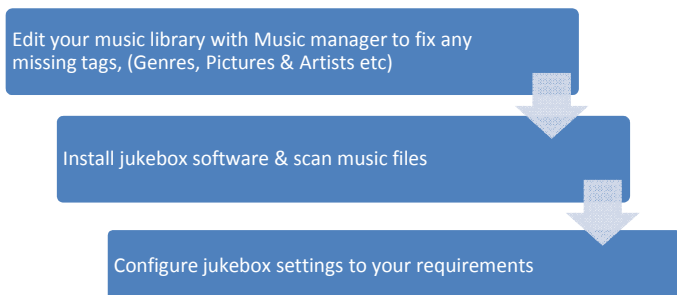 Edit your music library with Music manager to fix any
missing tags, (Genres, Pictures & Artists etc)
Install jukebox software & scan music files
Configure jukebox settings to your requirements